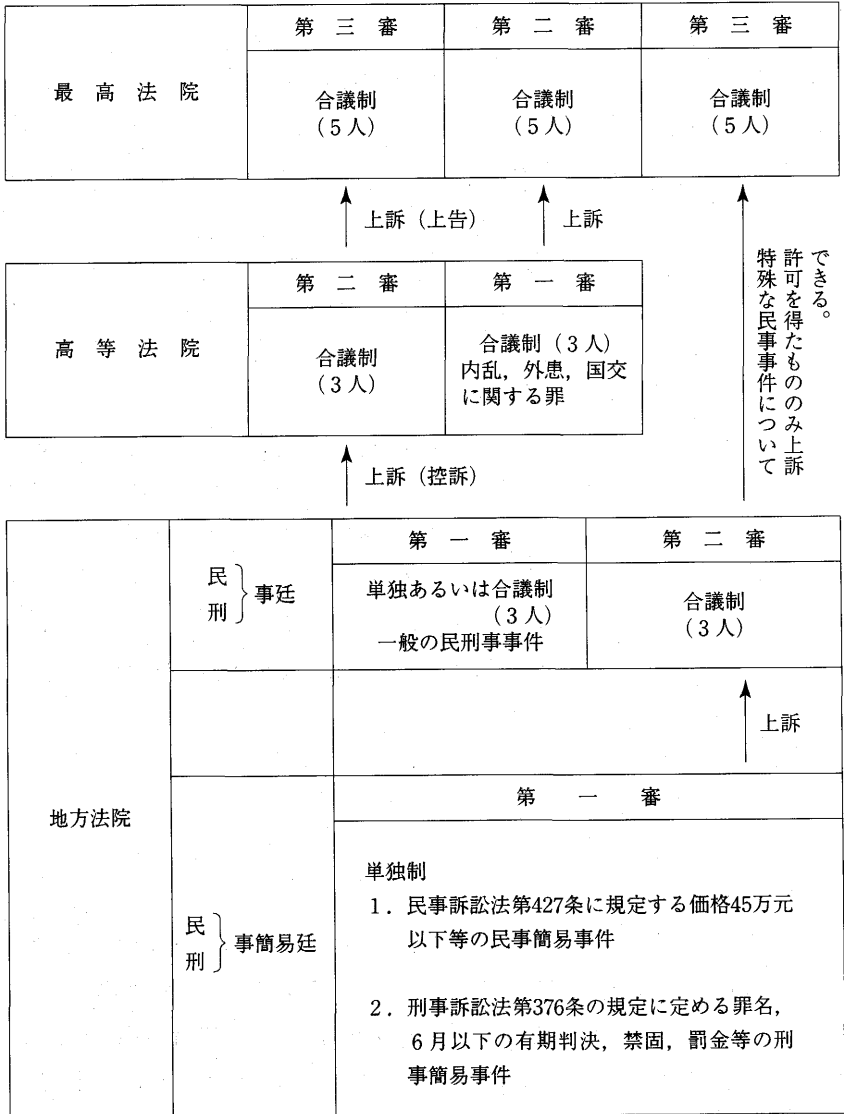 最高法院
第三審
第二審
第三審
合議制
（5人）
合議制
（5人）
合議制
（5人）
上訴（上告）
上訴
特殊な民事事件について
許可を得たもののみ上訴
できる。
高等法院
第二審
第一審
合議制
（3人）
合議制（3人）
内乱，外患，国交
に関する罪
上訴（控訴）
地方法院
民
刑
事廷
第一審
第二審
単独あるいは合議制
（3人）
一般の民刑事事件
合議制
（3人）
上訴
民
刑
事簡易廷
第一審
単独制
1．民事訴訟法第427条に規定する価格45万元
以下等の民事簡易事件
2．刑事訴訟法第376条の規定に定める罪名，
6月以下の有期判決，禁固，罰金等の刑
事簡易事件